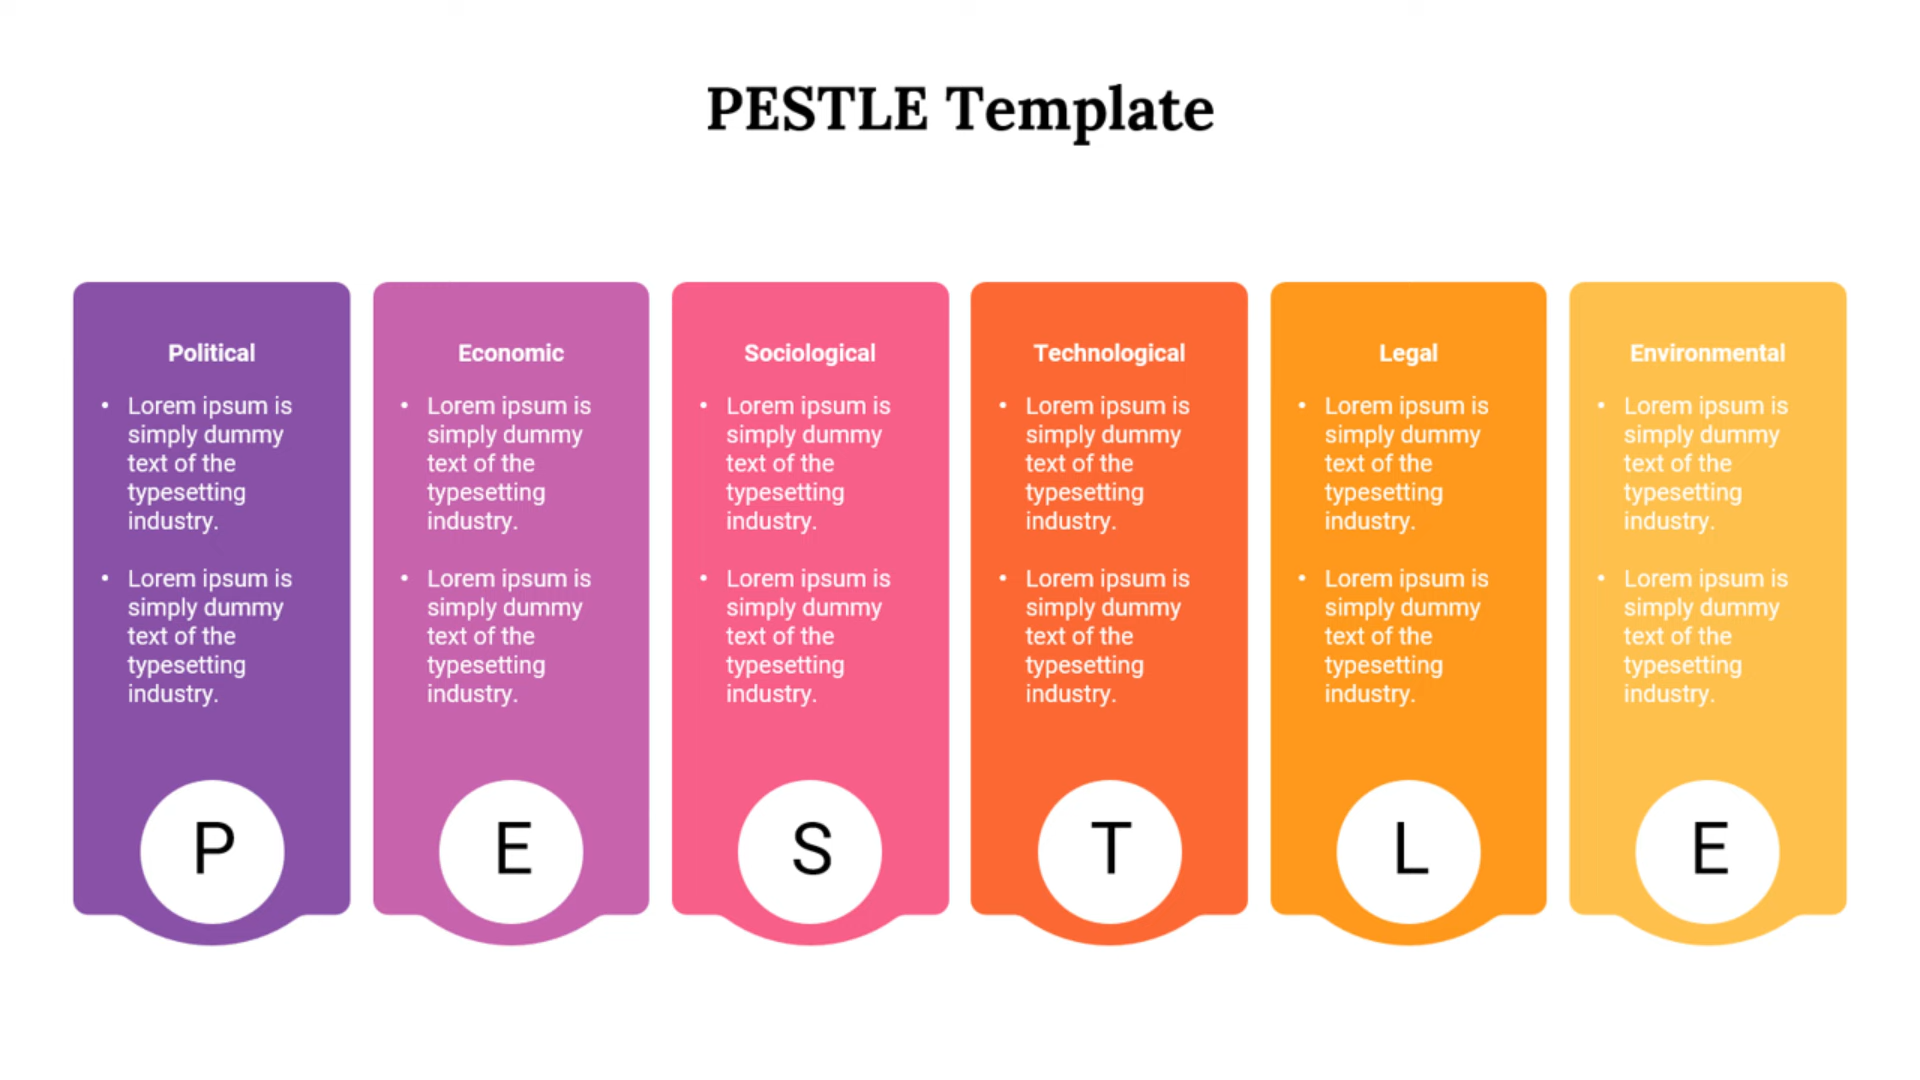 PESTLE Template
Political
• Lorem ipsum is
simply dummy
text of the
typesetting
industry.
• Lorem ipsum is
simply dummy
text of the
typesetting
industry.
P
Economic
• Lorem ipsum is
simply dummy
text of the
typesetting
industry.
• Lorem ipsum is
simply dummy
text of the
typesetting
industry.
E
Sociological
• Lorem ipsum is
simply dummy
text of the
typesetting
industry.
• Lorem ipsum is
simply dummy
text of the
typesetting
industry.
S
Technological
• Lorem ipsum is
simply dummy
text of the
typesetting
industry.
• Lorem ipsum is
simply dummy
text of the
typesetting
industry.
T
Legal
• Lorem ipsum is
simply dummy
text of the
typesetting
industry.
• Lorem ipsum is
simply dummy
text of the
typesetting
industry.
L
Environmental
• Lorem ipsum is
simply dummy
text of the
typesetting
industry.
• Lorem ipsum is
simply dummy
text of the
typesetting
industry.
E